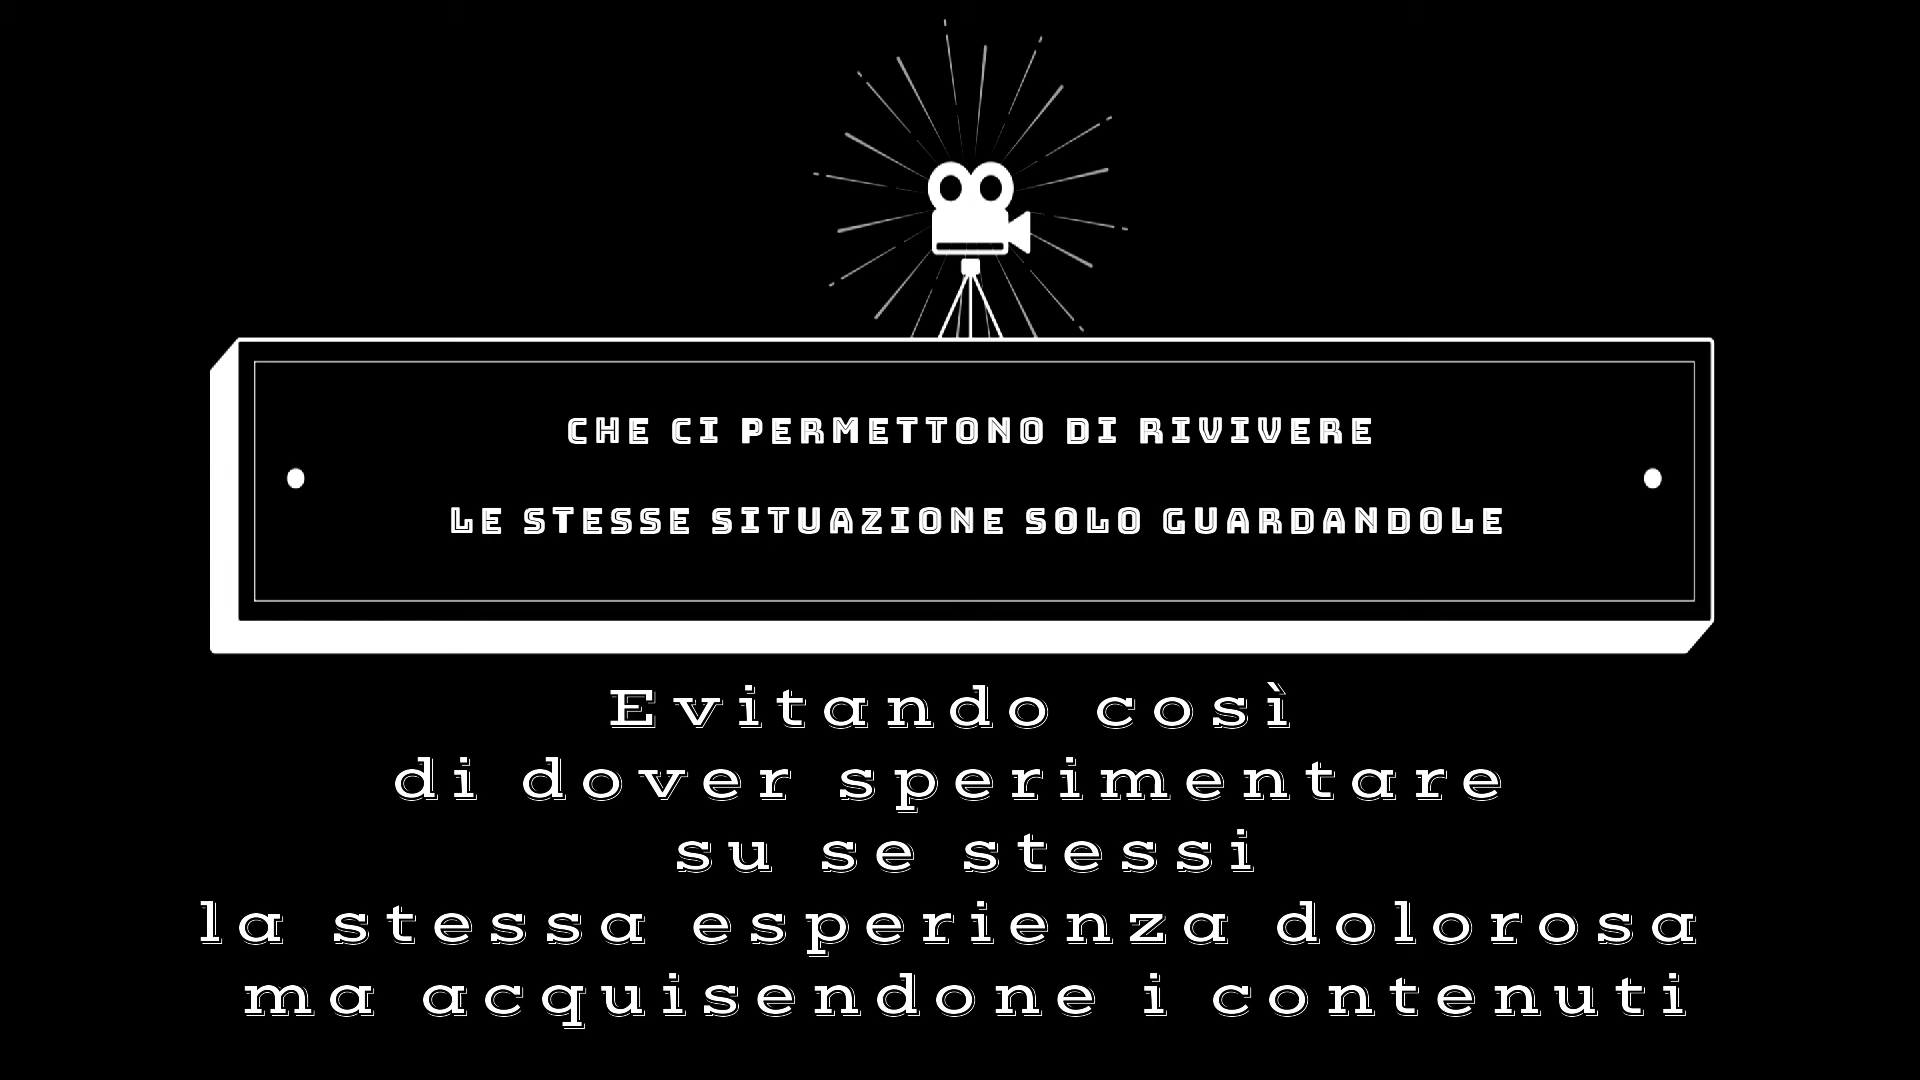 CHE CI PERMETTONO DI RIVIVERE
LE STESSE SITUAZIONE SOLO GUARDANDOLE
Evitando così
di dover sperimentare
su se stessi
la stessa esperienza dolorosa
ma acquisendone i contenuti